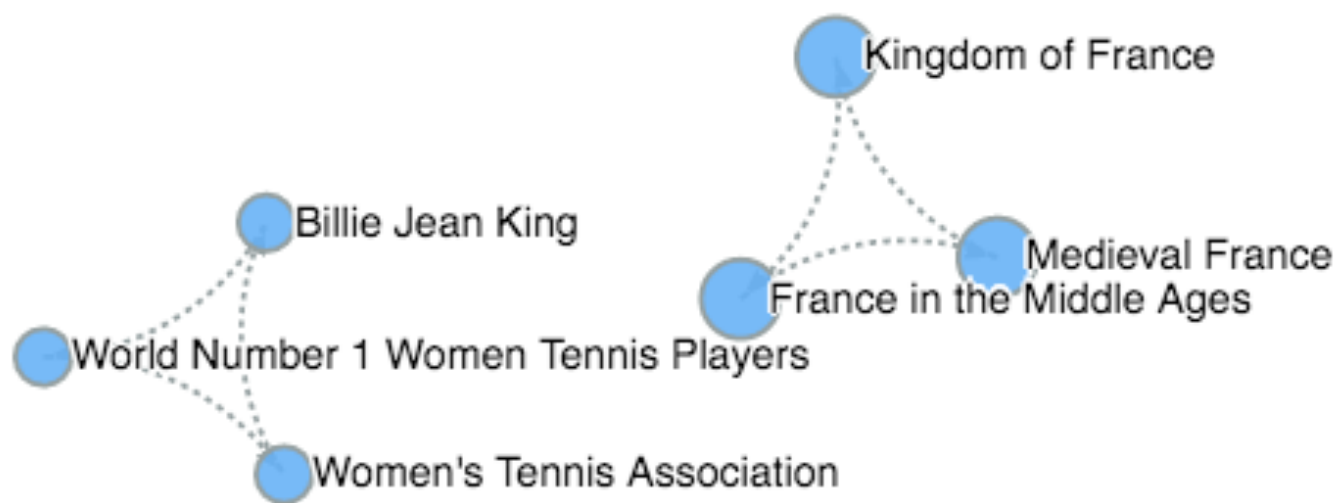 Kingdom of France
Billie Jean King
Medieval France
France in the Middle Ages
World Number 1 Women Tennis Players
Women's Tennis Association